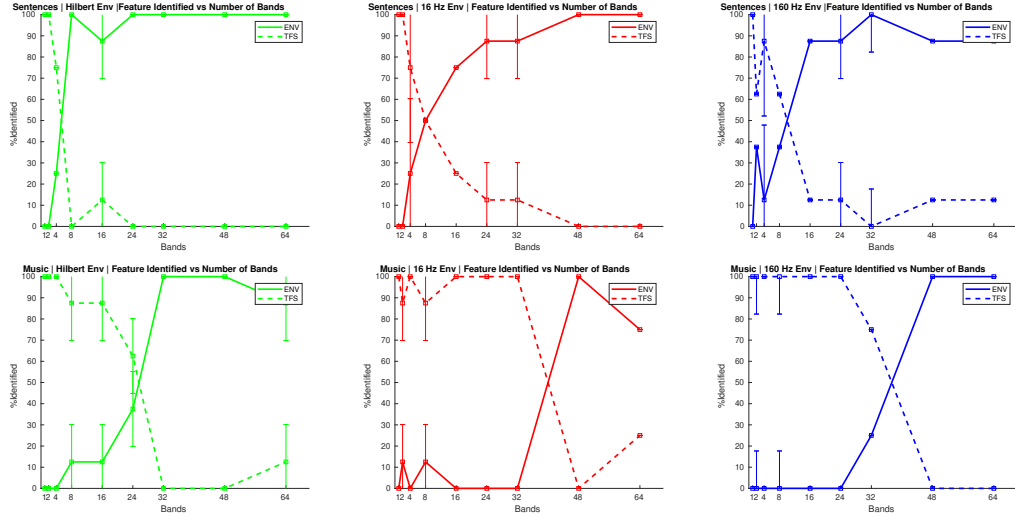 Sentences | Hilbert Env |Feature Identified vs Number of Bands
%Identified
100
90
80
70
60
50
40
30
20
10
0
12 4 8 16 24 32 48 64
Bands
ENV
TFS
Sentences | 16 Hz Env | Feature Identified vs Number of Bands
%Identified
100
90
80
70
60
50
40
30
20
10
0
12 4 8 16 24 32 48 64
Bands
ENV
TFS
Sentences | 160 Hz Env | Feature Identified vs Number of Bands
%Identified
100
90
80
70
60
50
40
30
20
10
0
12 4 8 16 24 32 48 64
Bands
ENV
TFS
Music | Hilbert Env | Feature Identified vs Number of Bands
%Identified
100
90
80
70
60
50
40
30
20
10
0
12 4 8 16 24 32 48 64
Bands
ENV
TFS
Music | 16 Hz Env | Feature Identified vs Number of Bands
%Identified
100
90
80
70
60
50
40
30
20
10
0
12 4 8 16 24 32 48 64
Bands
ENV
TFS
Music | 160 Hz Env | Feature Identified vs Number of Bands
%Identified
100
90
80
70
60
50
40
30
20
10
0
12 4 8 16 24 32 48 64
Bands
ENV
TFS